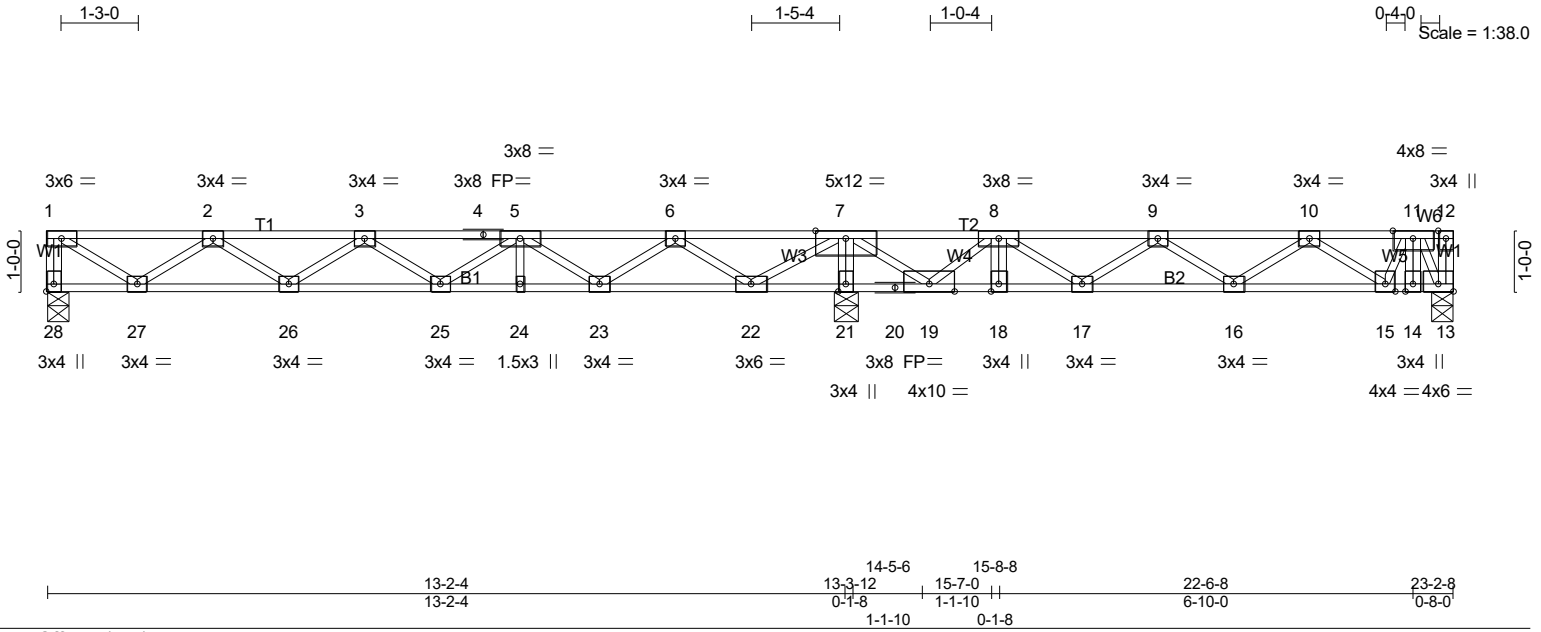 1-3-0 1-5-4 1-0-4 0-4-0
Scale = 1:38.0
3x8 = 4x8 =
3x6 = 3x4 = 3x4 = 3x8 FP= 3x4 = 5x12 = 3x8 = 3x4 = 3x4 = 3x4 ||
1 2 3 4 5 6 7 8 9 10 11 12
T1 T2 W6
1-0-0 W1 W3 W4 W5 W1 1-0-0
B1 B2
28 27 26 25 24 23 22 21 20 19 18 17 16 15 14 13
3x4 || 3x4 = 3x4 = 3x4 = 1.5x3 || 3x4 = 3x6 = 3x8 FP= 3x4 || 3x4 = 3x4 = 3x4 ||
3x4 || 4x10 = 4x4 = 4x6 =
14-5-6 15-8-8
13-2-4 13-3-12 15-7-0 22-6-8 23-2-8
13-2-4 0-1-8 1-1-10 6-10-0 0-8-0
1-1-10 0-1-8